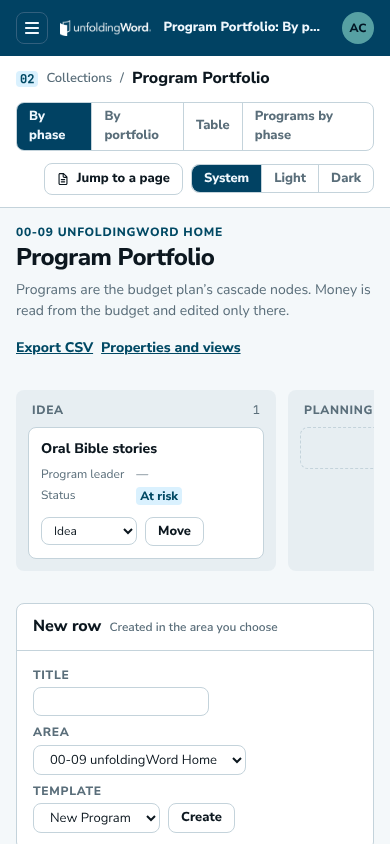 unfoldingWord. Program Portfolio: By p... AC
02 Collections / Program Portfolio
By phase
By portfolio
Table
Programs by phase
Jump to a page
System Light Dark
00-09 UNFOLDINGWORD HOME
Program Portfolio
Programs are the budget plan's cascade nodes. Money is
read from the budget and edited only there.
Export CSV Properties and views
IDEA 1
Oral Bible stories
Program leader —
Status At risk
Idea Move
PLANNING
New row Created in the area you choose
TITLE
AREA
00-09 unfoldingWord Home
TEMPLATE
New Program Create